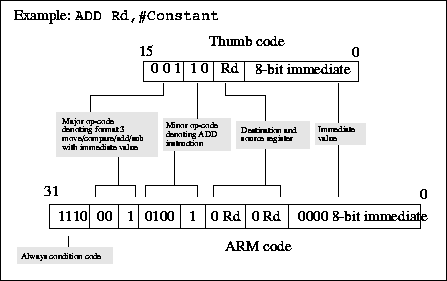 Example: ADD Rd,#Constant
Thumb code
15 0
0 0 1 1 0 Rd 8-bit immediate
Major op-code
denoting format 3
move/compare/add/sub
with immediate value
Minor op-code
denoting ADD
instruction
Destination and
source register
Immediate
value
31 0
1110 00 1 0100 1 0 Rd 0 Rd 0000 8-bit immediate
Always condition code
ARM code